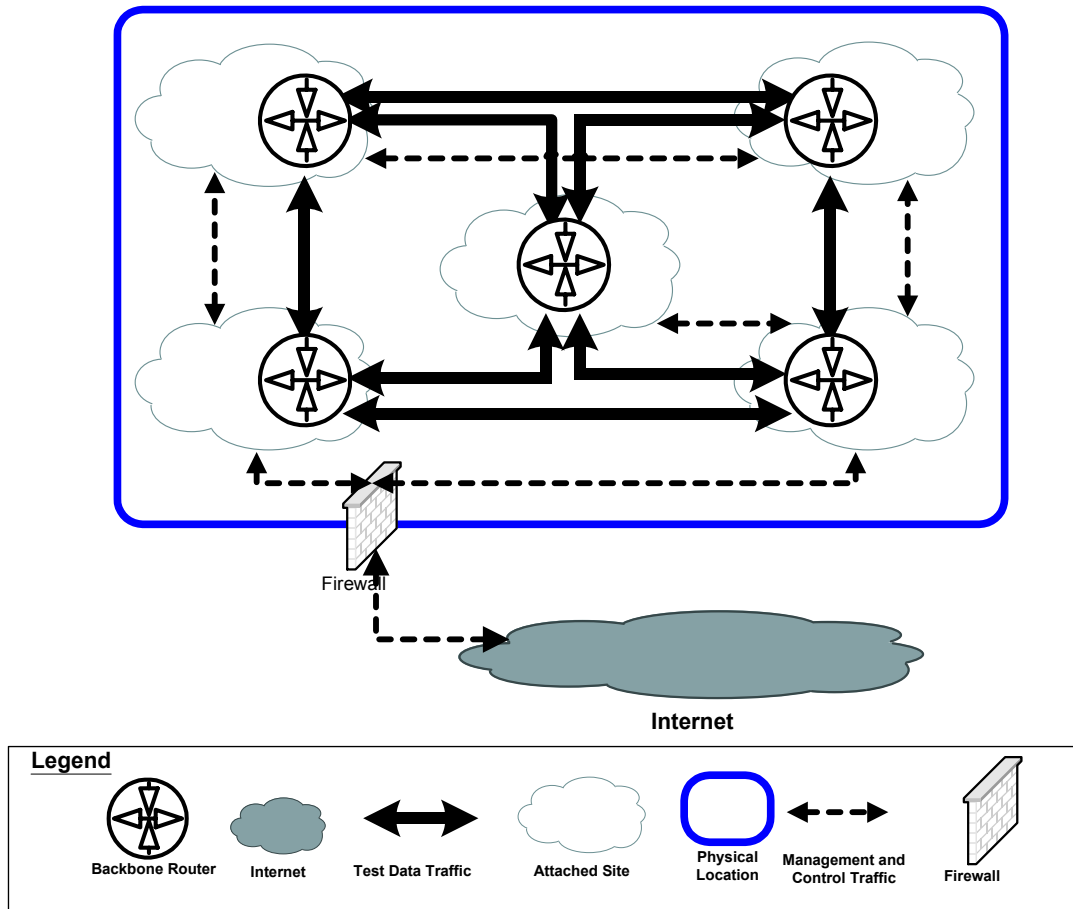 Firewall
Internet
Legend
Backbone Router
Internet
Test Data Traffic
Attached Site
Physical
Location
Management and
Control Traffic
Firewall